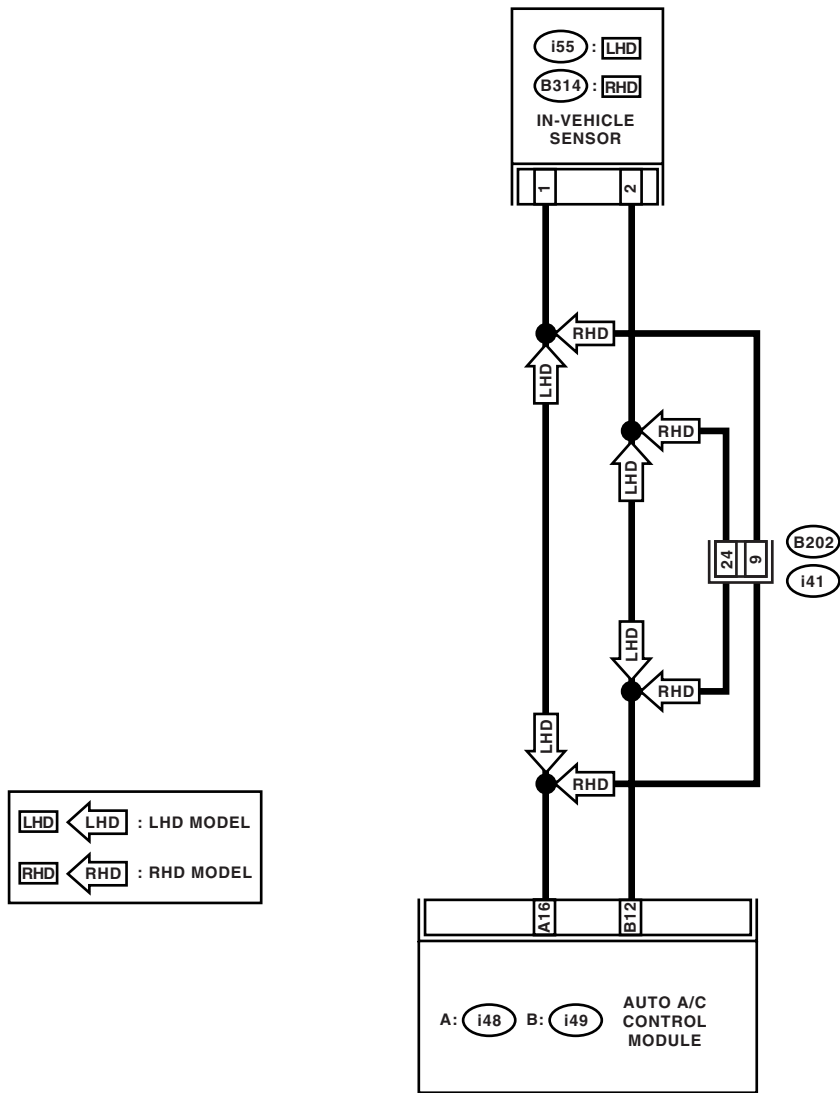 i55 : LHD
B314 : RHD
IN-VEHICLE
SENSOR
1 2
RHD
LHD
RHD
LHD
B202
24 9
i41
LHD
RHD
LHD
RHD
LHD LHD : LHD MODEL
RHD RHD : RHD MODEL
A16 B12
A: i48 B: i49
AUTO A/C
CONTROL
MODULE